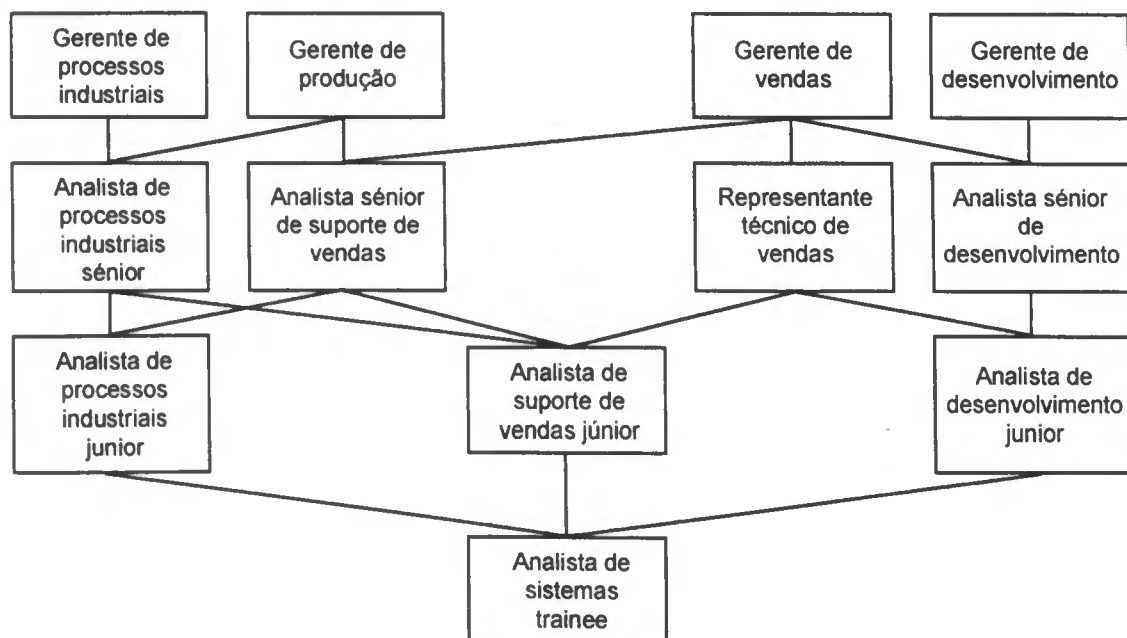 Gerente de
processos
industriais
Gerente de
produção
Gerente de
vendas
Gerente de
desenvolvimento
Analista de
processos
industriais
sénior
Analista sénior
de suporte de
vendas
Representante
técnico de
vendas
Analista sénior
de
desenvolvimento
Analista de
processos
industriais
junior
Analista de
suporte de
vendas júnior
Analista de
desenvolvimento
junior
Analista de
sistemas
trainee